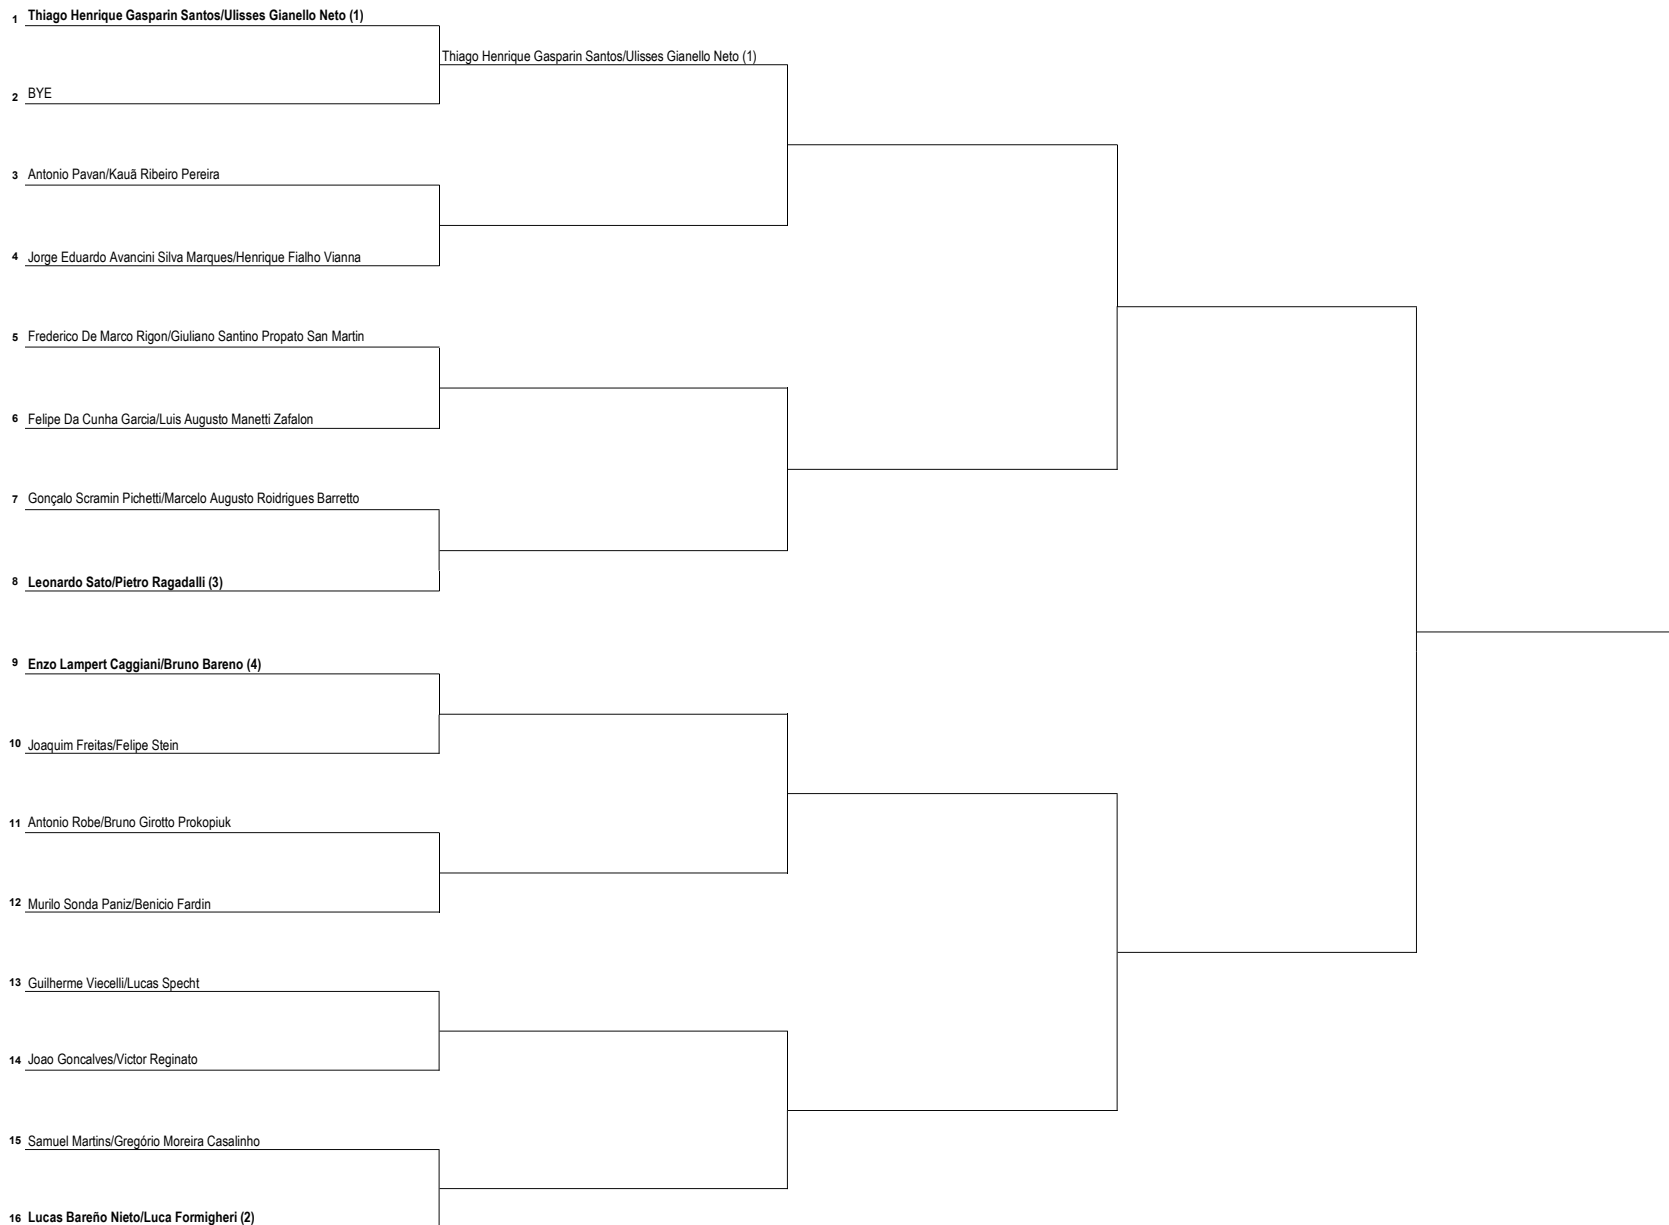 1 Thiago Henrique Gasparin Santos/Ulisses Gianello Neto (1)
Thiago Henrique Gasparin Santos/Ulisses Gianello Neto (1)
2 BYE
3 Antonio Pavan/Kauã Ribeiro Pereira
4 Jorge Eduardo Avancini Silva Marques/Henrique Fialho Vianna
5 Frederico De Marco Rigon/Giuliano Santino Propato San Martin
6 Felipe Da Cunha Garcia/Luis Augusto Manetti Zafalon
7 Gonçalo Scramin Pichetti/Marcelo Augusto Roidrigues Barretto
8 Leonardo Sato/Pietro Ragadalli (3)
9 Enzo Lampert Caggiani/Bruno Bareno (4)
10 Joaquim Freitas/Felipe Stein
11 Antonio Robe/Bruno Girotto Prokopiuk
12 Murilo Sonda Paniz/Benicio Fardin
13 Guilherme Viecelli/Lucas Specht
14 Joao Goncalves/Victor Reginato
15 Samuel Martins/Gregório Moreira Casalinho
16 Lucas Bareño Nieto/Luca Formigheri (2)